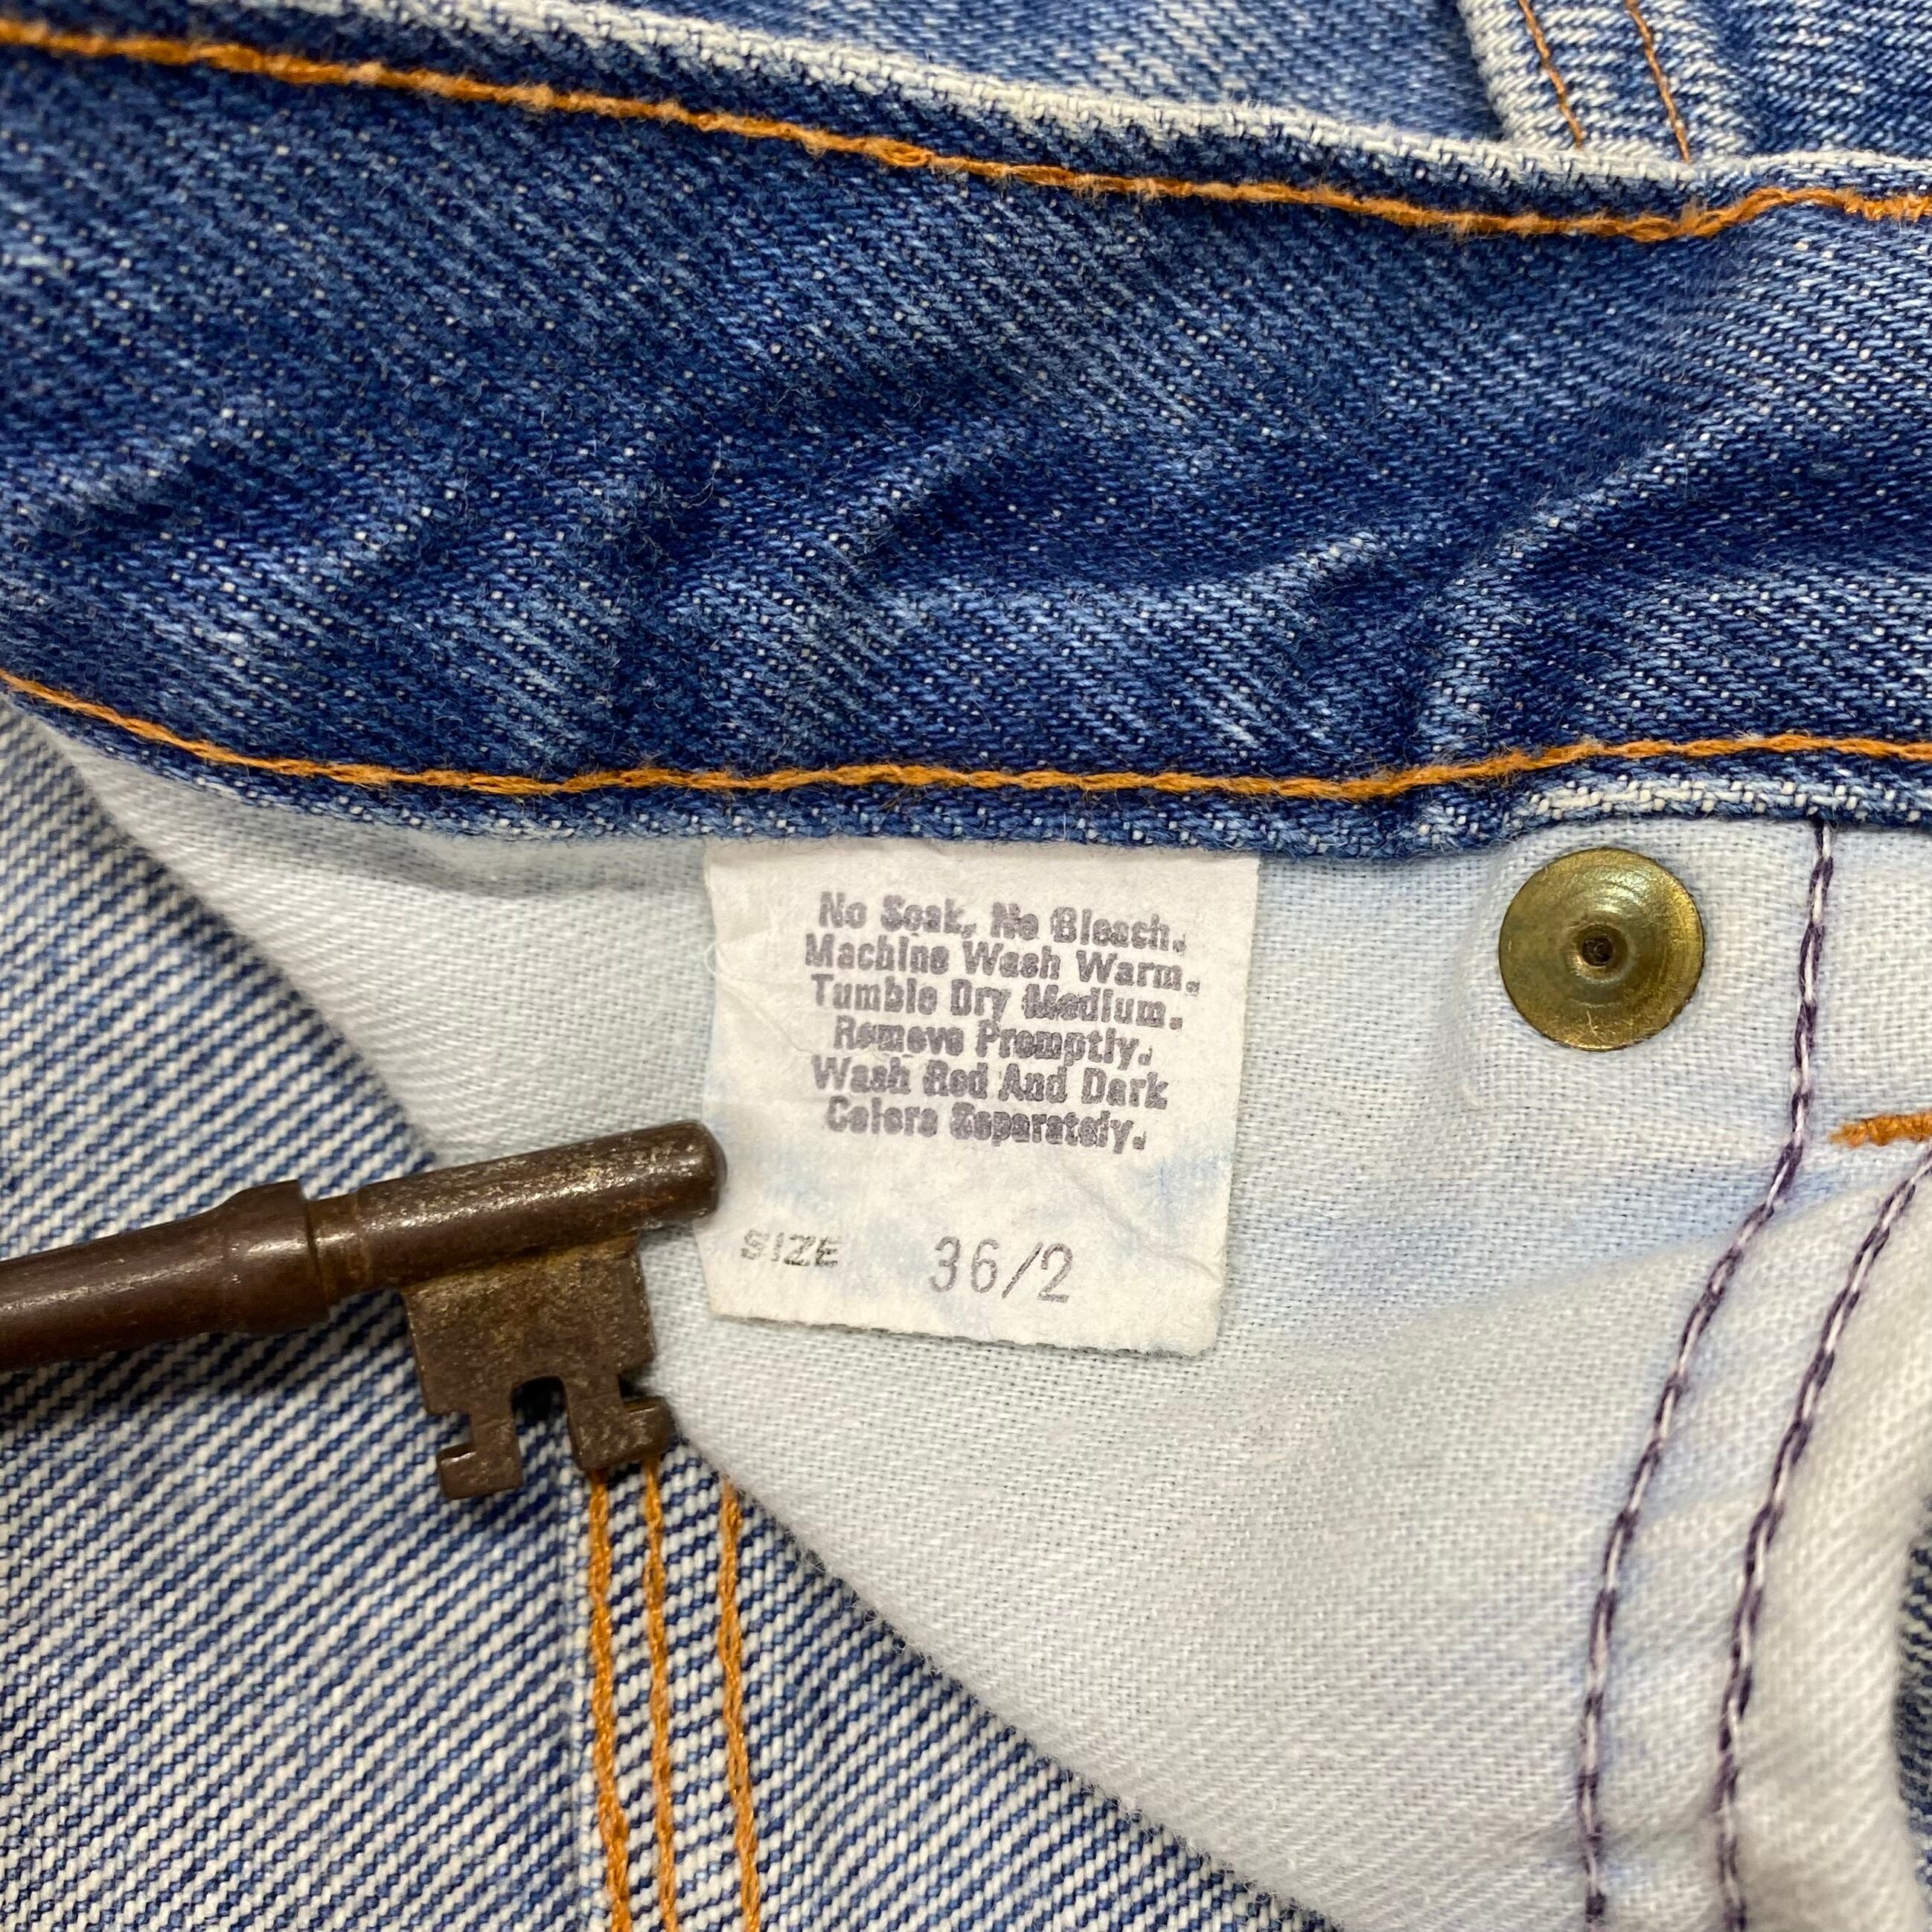 No Soak, No Bleach.
Machine Wash Warm.
Tumble Dry Medium.
Remove Promptly.
Wash Red And Dark
Colors Separately.
SIZE 36/2